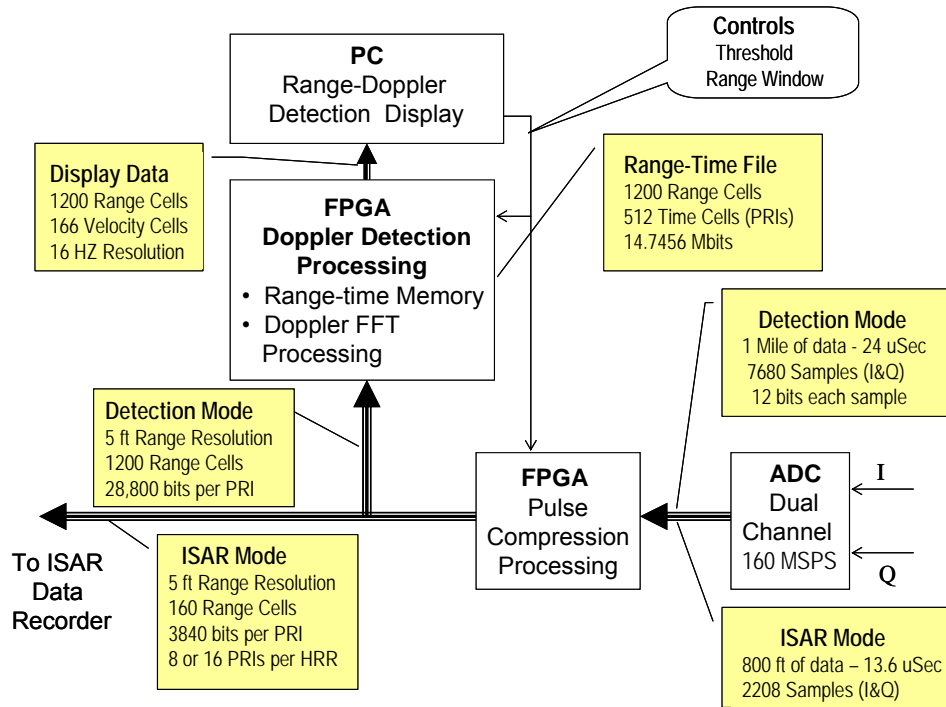 Controls
Threshold
Range Window
PC
Range-Doppler
Detection Display
Display Data
1200 Range Cells
166 Velocity Cells
16 HZ Resolution
FPGA
Doppler Detection
Processing
• Range-time Memory
• Doppler FFT
Processing
Range-Time File
1200 Range Cells
512 Time Cells (PRIs)
14.7456 Mbits
Detection Mode
1 Mile of data - 24 uSec
7680 Samples (I&Q)
12 bits each sample
Detection Mode
5 ft Range Resolution
1200 Range Cells
28,800 bits per PRI
FPGA
Pulse
Compression
Processing
ADC
Dual
Channel
160 MSPS
I
Q
To ISAR
Data
Recorder
ISAR Mode
5 ft Range Resolution
160 Range Cells
3840 bits per PRI
8 or 16 PRIs per HRR
ISAR Mode
800 ft of data – 13.6 uSec
2208 Samples (I&Q)